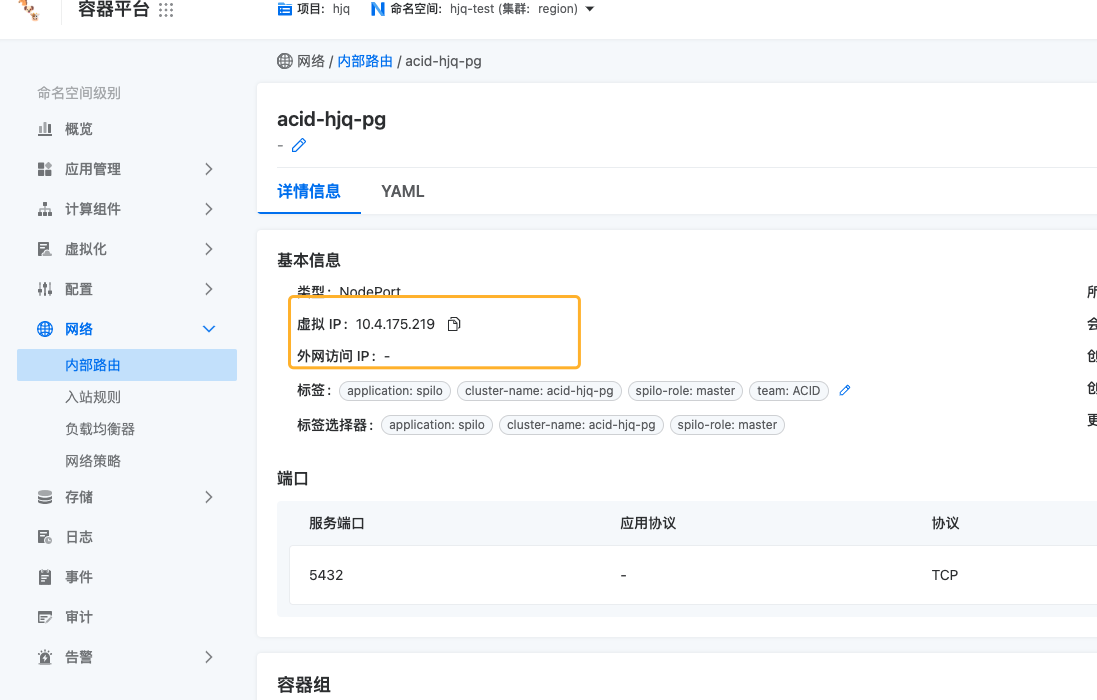 容器平台
项目: hjq 命名空间: hjq-test (集群: region)
网络 / 内部路由 / acid-hjq-pg
命名空间级别
概览
应用管理
计算组件
虚拟化
配置
网络
内部路由
入站规则
负载均衡器
网络策略
存储
日志
事件
审计
告警
acid-hjq-pg
-
详情信息 YAML
基本信息
类型: NodePort
虚拟 IP: 10.4.175.219
外网访问 IP: -
标签: application: spilo cluster-name: acid-hjq-pg spilo-role: master team: ACID
标签选择器: application: spilo cluster-name: acid-hjq-pg spilo-role: master
所
会
创
创
更
端口
服务端口 应用协议 协议
5432 - TCP
容器组